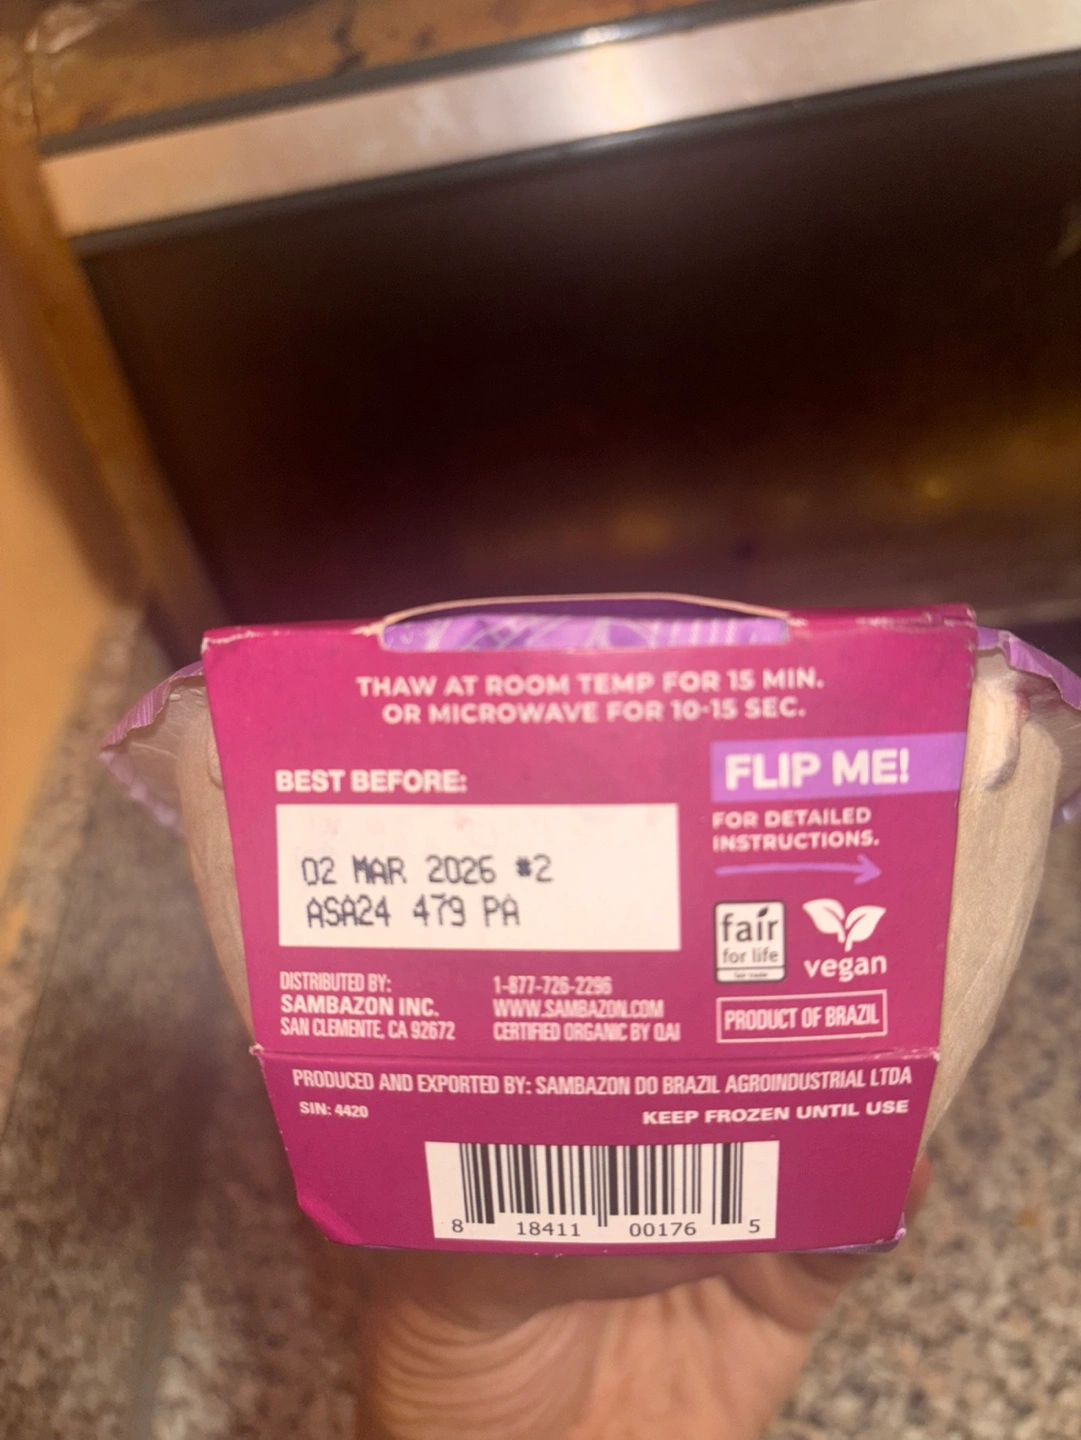 THAW AT ROOM TEMP FOR 15 MIN.
OR MICROWAVE FOR 10-15 SEC.
BEST BEFORE:
02 MAR 2026 #2
ASA24 479 PA
FLIP ME!
FOR DETAILED
INSTRUCTIONS.
fair
for life
fair trade
vegan
PRODUCT OF BRAZIL
DISTRIBUTED BY:
SAMBAZON INC.
SAN CLEMENTE, CA 92672
1-877-726-2296
WWW.SAMBAZON.COM
CERTIFIED ORGANIC BY QAI
PRODUCED AND EXPORTED BY: SAMBAZON DO BRAZIL AGROINDUSTRIAL LTDA
SIN: 4420
KEEP FROZEN UNTIL USE
8 18411 00176 5